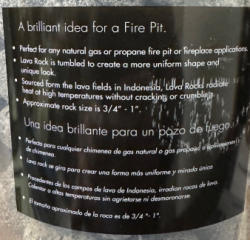 A brilliant idea for a Fire Pit.
• Perfect for any natural gas or propane fire pit or fireplace applications.
• Lava Rock is tumbled to create a more uniform shape and
unique look.
• Sourced form the lava fields in Indonesia, Lava Rocks radiate
heat at high temperatures without cracking or crumbling.
• Approximate rock size is 3/4" - 1".
Una idea brillante para un pozo de fuego.
• Perfecta para cualquier chimenea de gas natural o gas propano o
de chimenea.
• Lava rock se gira para crear una forma más uniforme y mirada única.
• Procedentes de los campos de lava de Indonesia, irradian rocas de lava.
Calentar a altas temperaturas sin agrietarse ni desmoronarse.
• El tamaño aproximado de la roca es de 3/4 "- 1".